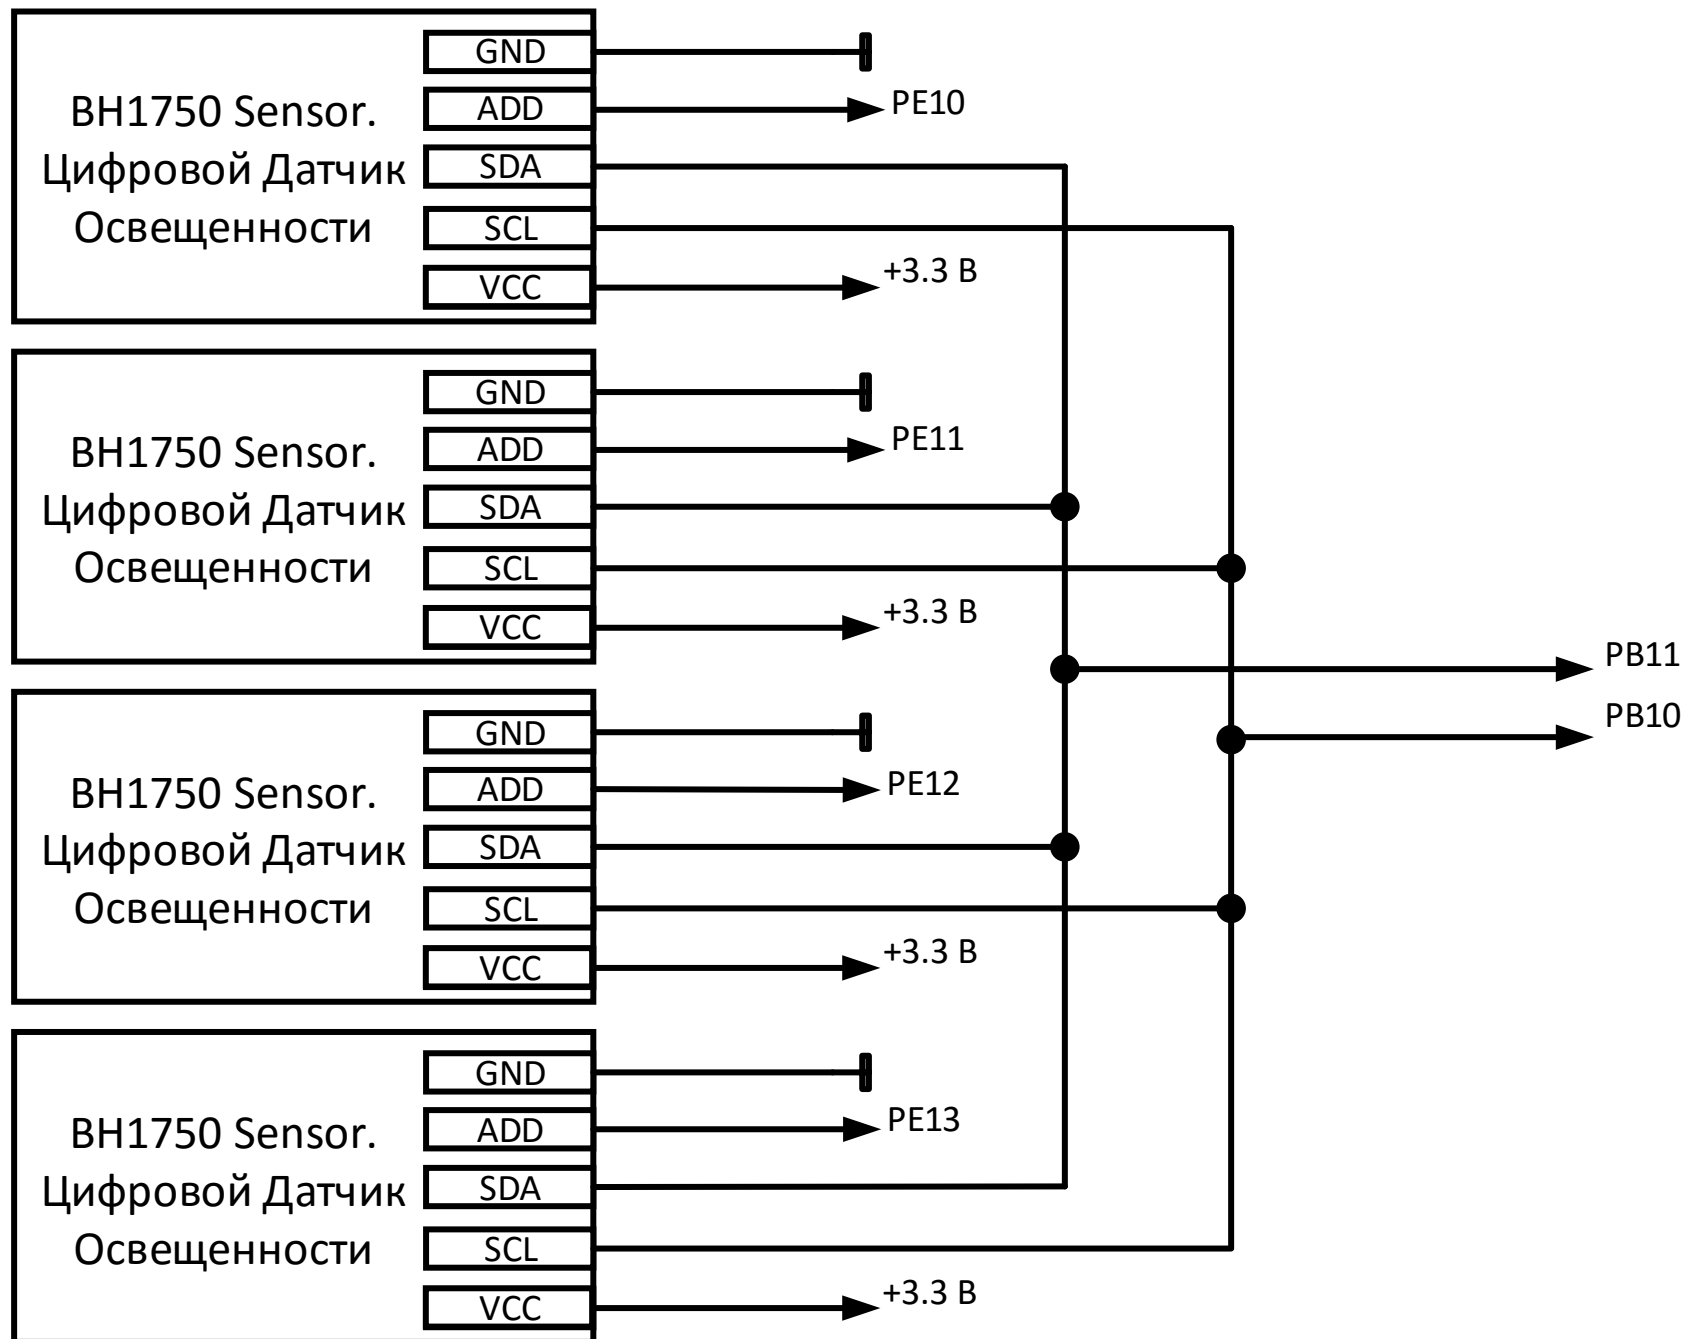 GND
BH1750 Sensor.
ADD
PE10
Цифровой Датчик
SDA
Освещенности
SCL
+3.3 В
VCC
GND
BH1750 Sensor.
ADD
PE11
Цифровой Датчик
SDA
Освещенности
SCL
+3.3 В
VCC
PB11
PB10
GND
BH1750 Sensor.
ADD
PE12
Цифровой Датчик
SDA
Освещенности
SCL
+3.3 В
VCC
GND
BH1750 Sensor.
ADD
PE13
Цифровой Датчик
SDA
Освещенности
SCL
+3.3 В
VCC